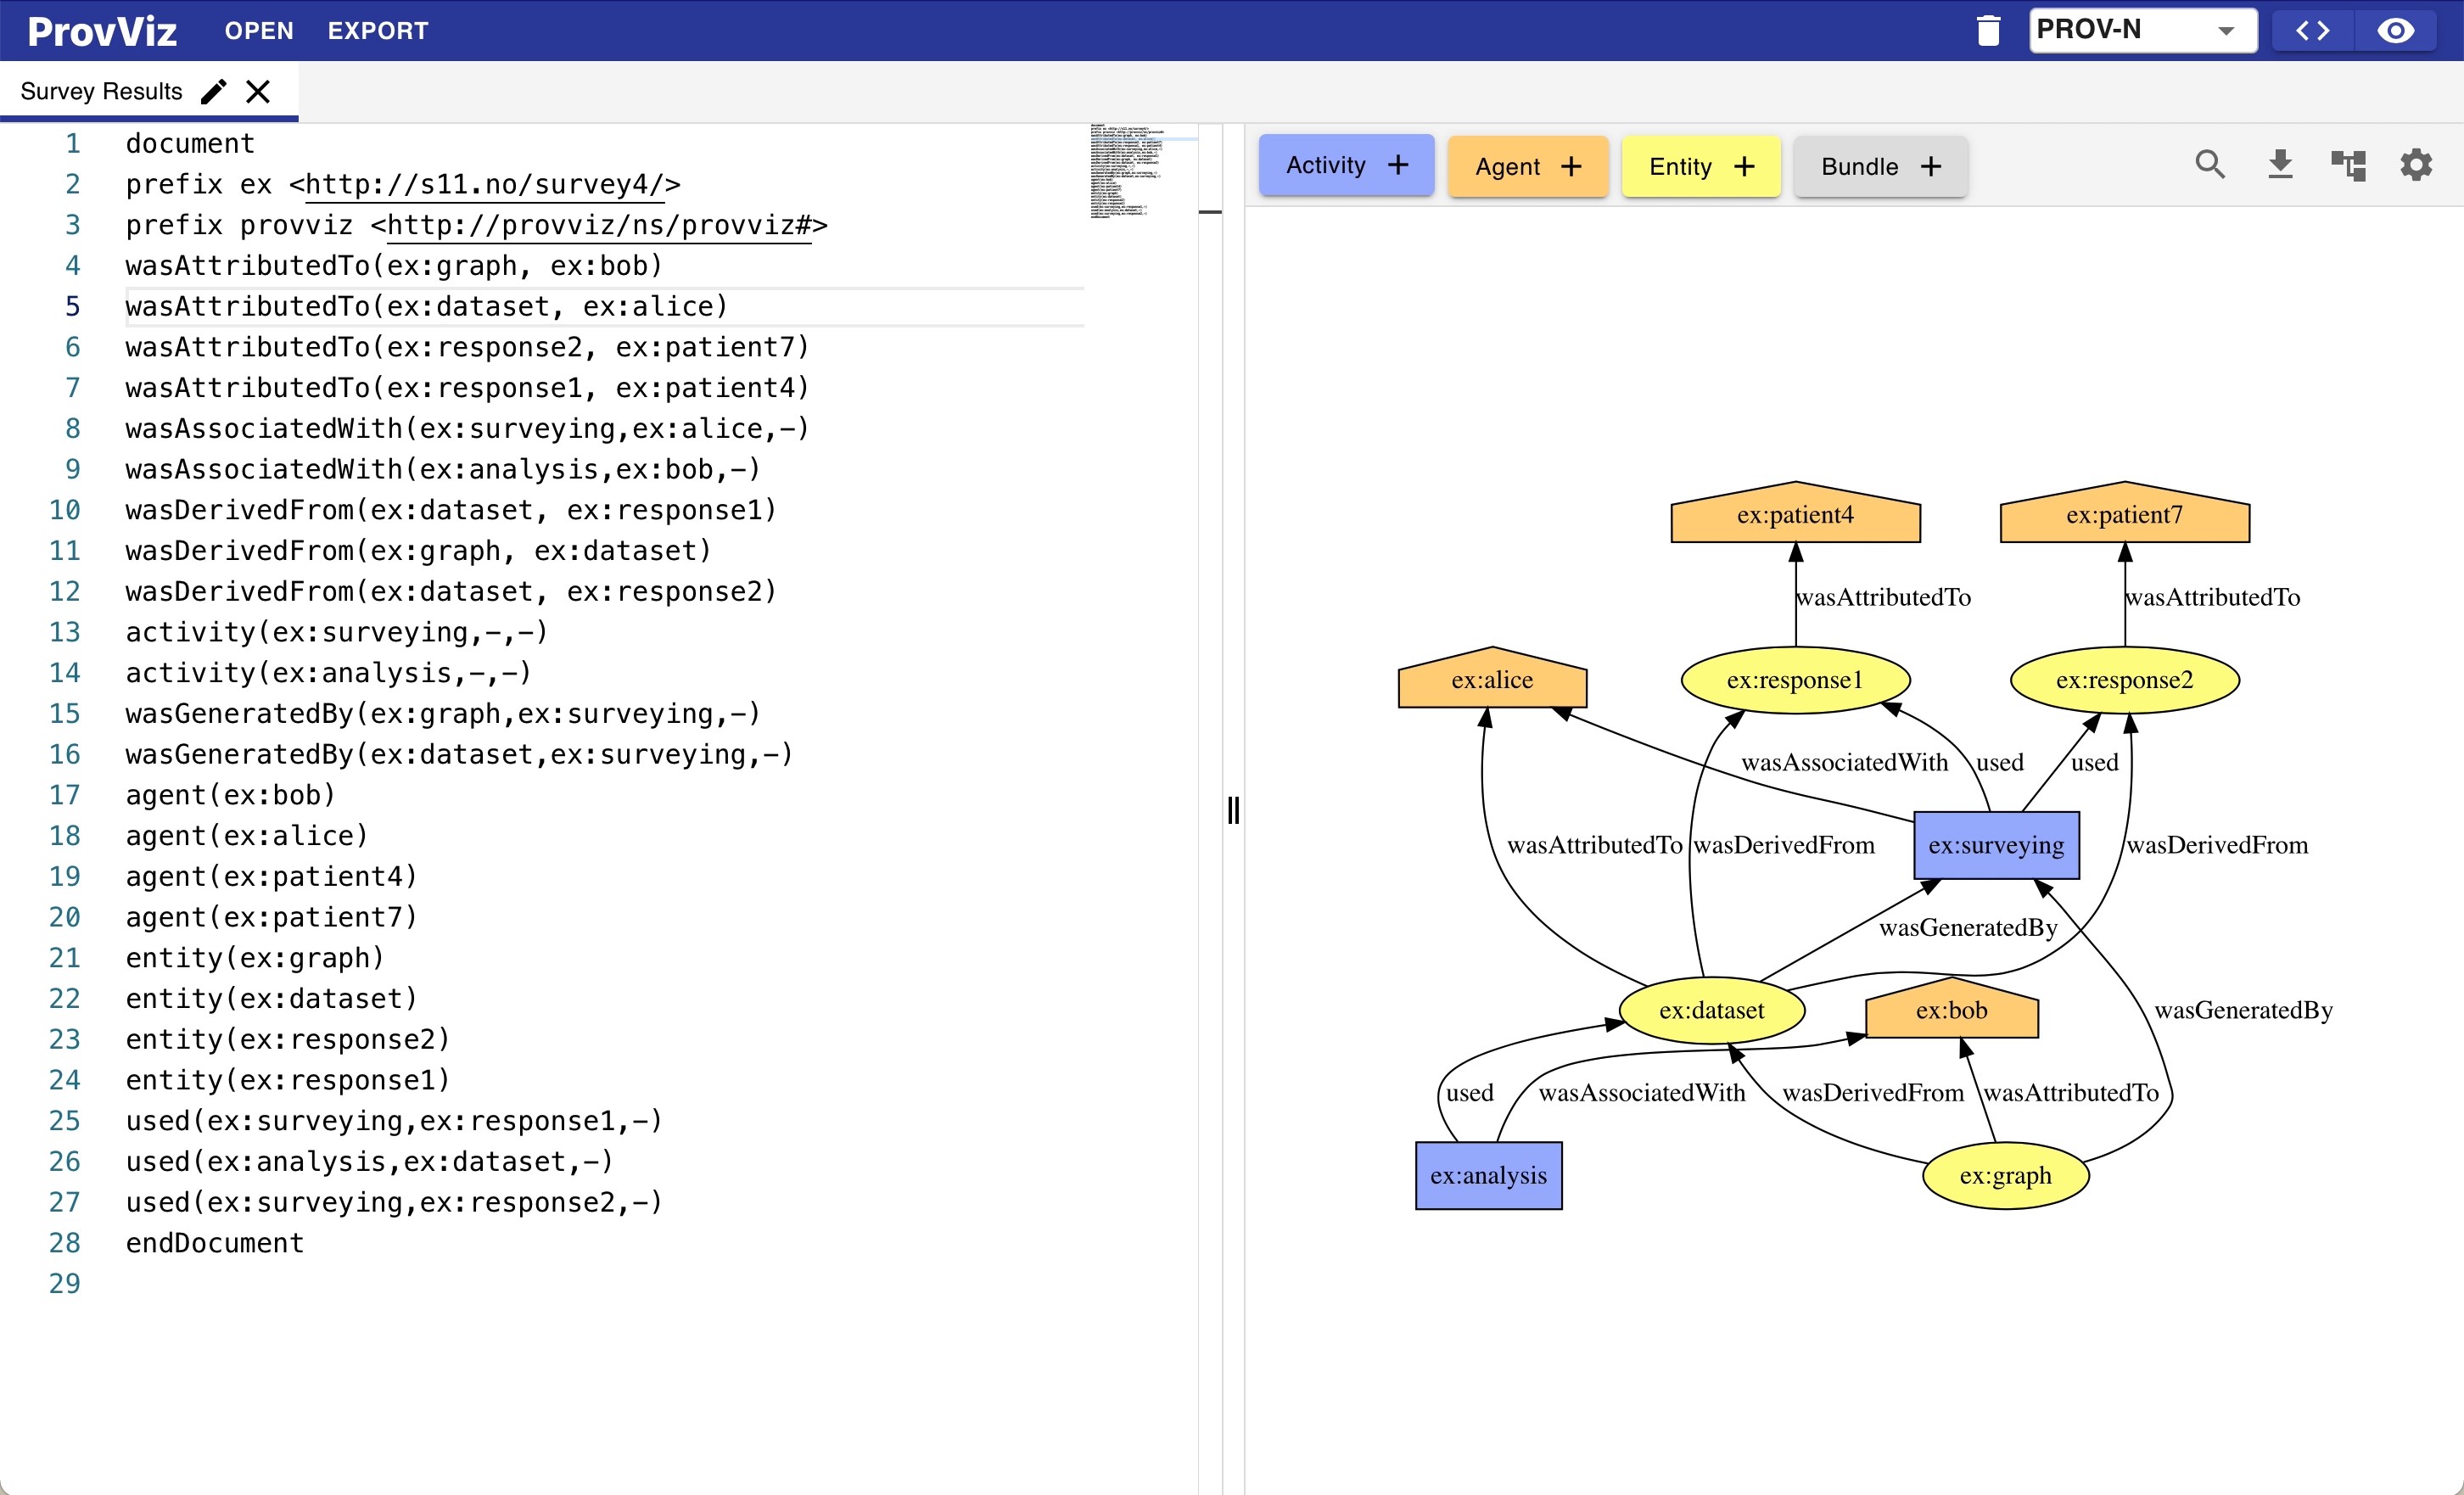 ProvViz OPEN EXPORT PROV-N
Survey Results
1 document
2 prefix ex <http://s11.no/survey4/>
3 prefix provviz <http://provviz/ns/provviz#>
4 wasAttributedTo(ex:graph, ex:bob)
5 wasAttributedTo(ex:dataset, ex:alice)
6 wasAttributedTo(ex:response2, ex:patient7)
7 wasAttributedTo(ex:response1, ex:patient4)
8 wasAssociatedWith(ex:surveying,ex:alice,-)
9 wasAssociatedWith(ex:analysis,ex:bob,-)
10 wasDerivedFrom(ex:dataset, ex:response1)
11 wasDerivedFrom(ex:graph, ex:dataset)
12 wasDerivedFrom(ex:dataset, ex:response2)
13 activity(ex:surveying,-,-)
14 activity(ex:analysis,-,-)
15 wasGeneratedBy(ex:graph,ex:surveying,-)
16 wasGeneratedBy(ex:dataset,ex:surveying,-)
17 agent(ex:bob)
18 agent(ex:alice)
19 agent(ex:patient4)
20 agent(ex:patient7)
21 entity(ex:graph)
22 entity(ex:dataset)
23 entity(ex:response2)
24 entity(ex:response1)
25 used(ex:surveying,ex:response1,-)
26 used(ex:analysis,ex:dataset,-)
27 used(ex:surveying,ex:response2,-)
28 endDocument
29
Activity + Agent + Entity + Bundle +
ex:patient4 ex:patient7
wasAttributedTo wasAttributedTo
ex:alice ex:response1 ex:response2
wasAssociatedWith used used
wasAttributedTo wasDerivedFrom ex:surveying wasDerivedFrom
wasGeneratedBy
ex:dataset ex:bob wasGeneratedBy
used wasAssociatedWith wasDerivedFrom wasAttributedTo
ex:analysis ex:graph